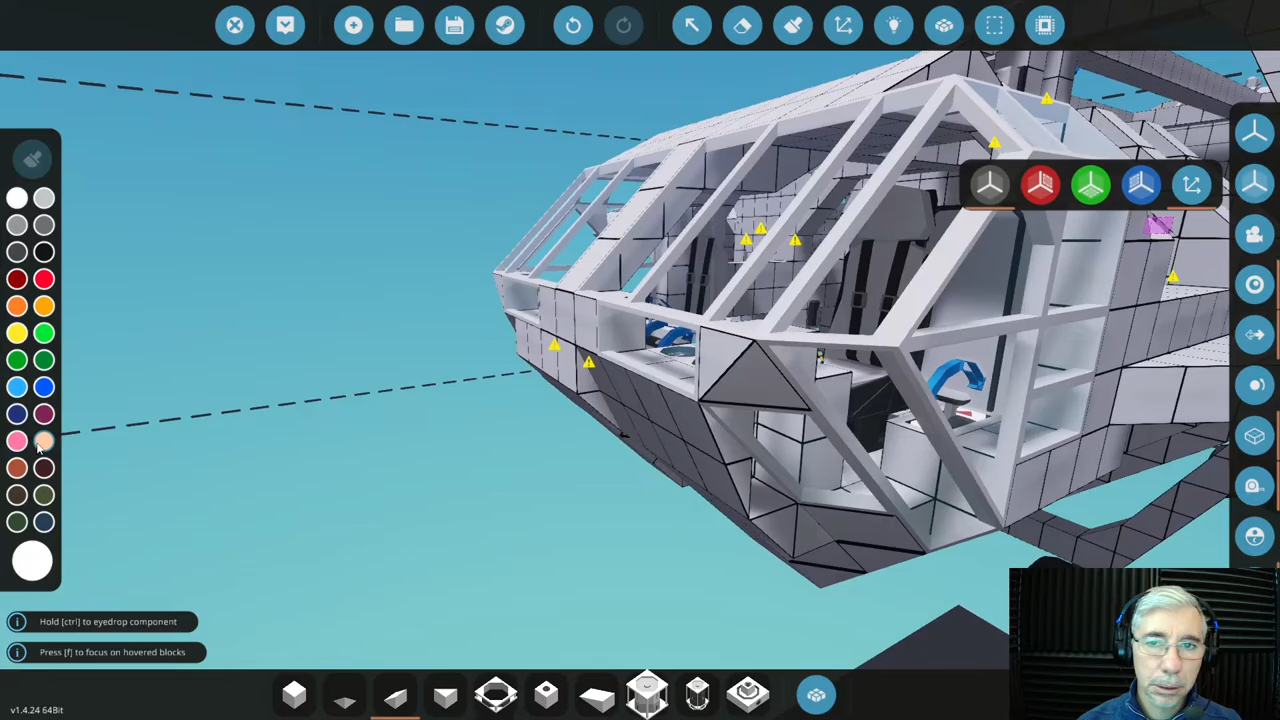 Hold [ctrl] to eyedrop component
Press [f] to focus on hovered blocks
v1.4.24 64Bit